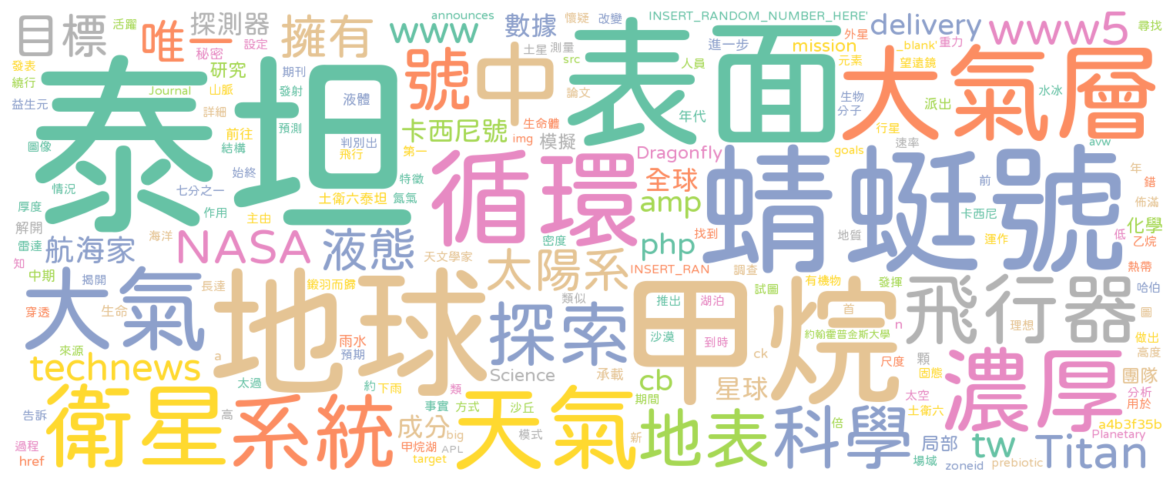 目標 唯一 探測器 活躍 擁有 www announces 數據 懷疑 改變 INSERT_RANDOM_NUMBER_HERE' delivery www5 尋找
秘密 設定 土星 測量 src 進一步 mission 外星 _blank' 重力
發表 研究 期刊 號 中 表面 人員 元素 望遠鏡 大氣層
繞行 Journal 山脈 發射 液體 論文 生物 派出 水冰
益生元 泰坦 詳細 卡西尼號 生命體 年代 分子 行星
圖像 前往 預測 判別出 img 模擬 速率 avw
結構 飛行 第一 循環 Dragonfly goals 蜻蜓號
情況 始終 七分之一 特徵 全球 前 年 錯
厚度 作用 土衛六泰坦 氮氣 amp 卡西尼 佈滿
解開 主由 找到 地質 低 化學
雷達 航海家 海洋 NASA 液態 密度 php 運作 乙烷
知 中期 揭開 天文學家 太陽系 INSERT_RAN 調查 熱帶
大氣 長達 地球 鎩羽而歸 類似 試圖 有機物 發揮 飛行器 哈伯
穿透 生命 雨水 探索 推出 湖泊 甲烷 首 n 理想 圖
來源 預期 沙漠 到時 約翰霍普金斯大學 做出
technews a ck 尺度 顆 濃厚 高度
太過 約 下雨 Science 承載 cb 星球 固態 團隊
衛星 系統 類 天氣 期間 地表 科學 太空 土衛六 用於 分析
告訴 高 事實 方式 沙丘 成分 倍 局部 tw a4b3f35b
過程 甲烷湖 big 模式 新 Titan Planetary
href target APL 場域 zoneid prebiotic